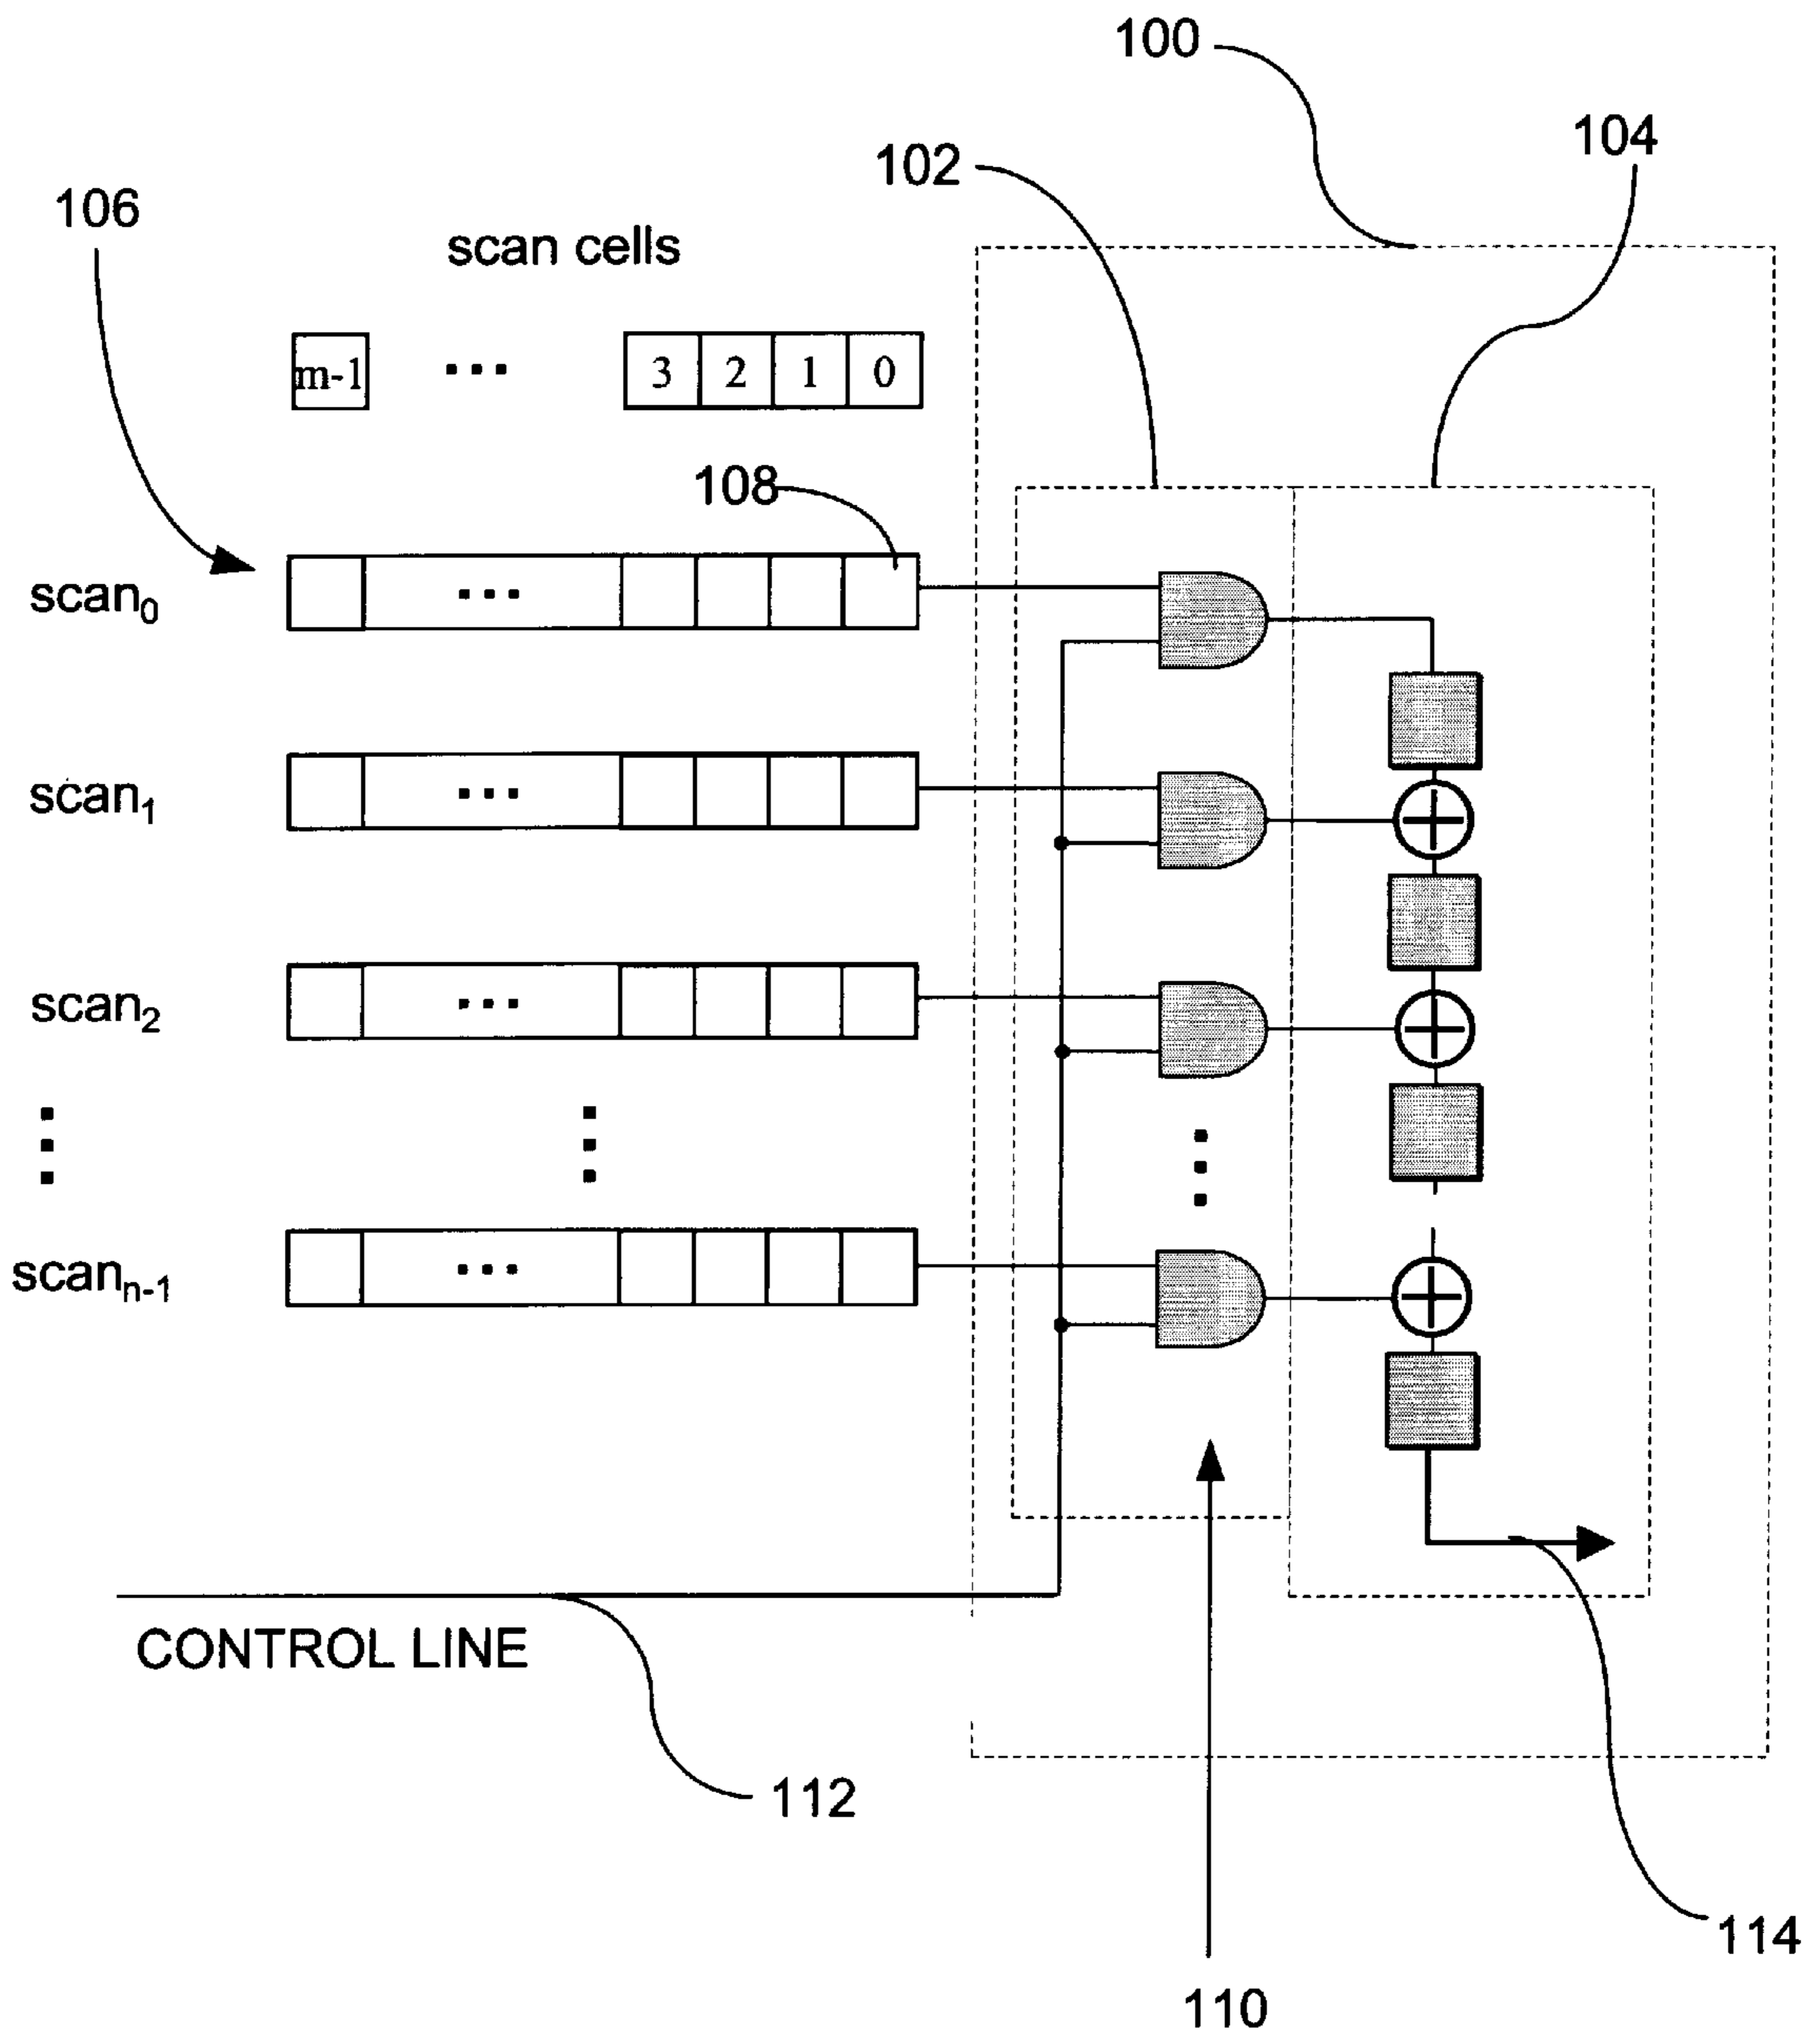 100
104
102
106
scan cells
m-1 ... 3 2 1 0
108
scan0 ...
scan1 ...
scan2 ...
scann-1 ...
CONTROL LINE
112
114
110